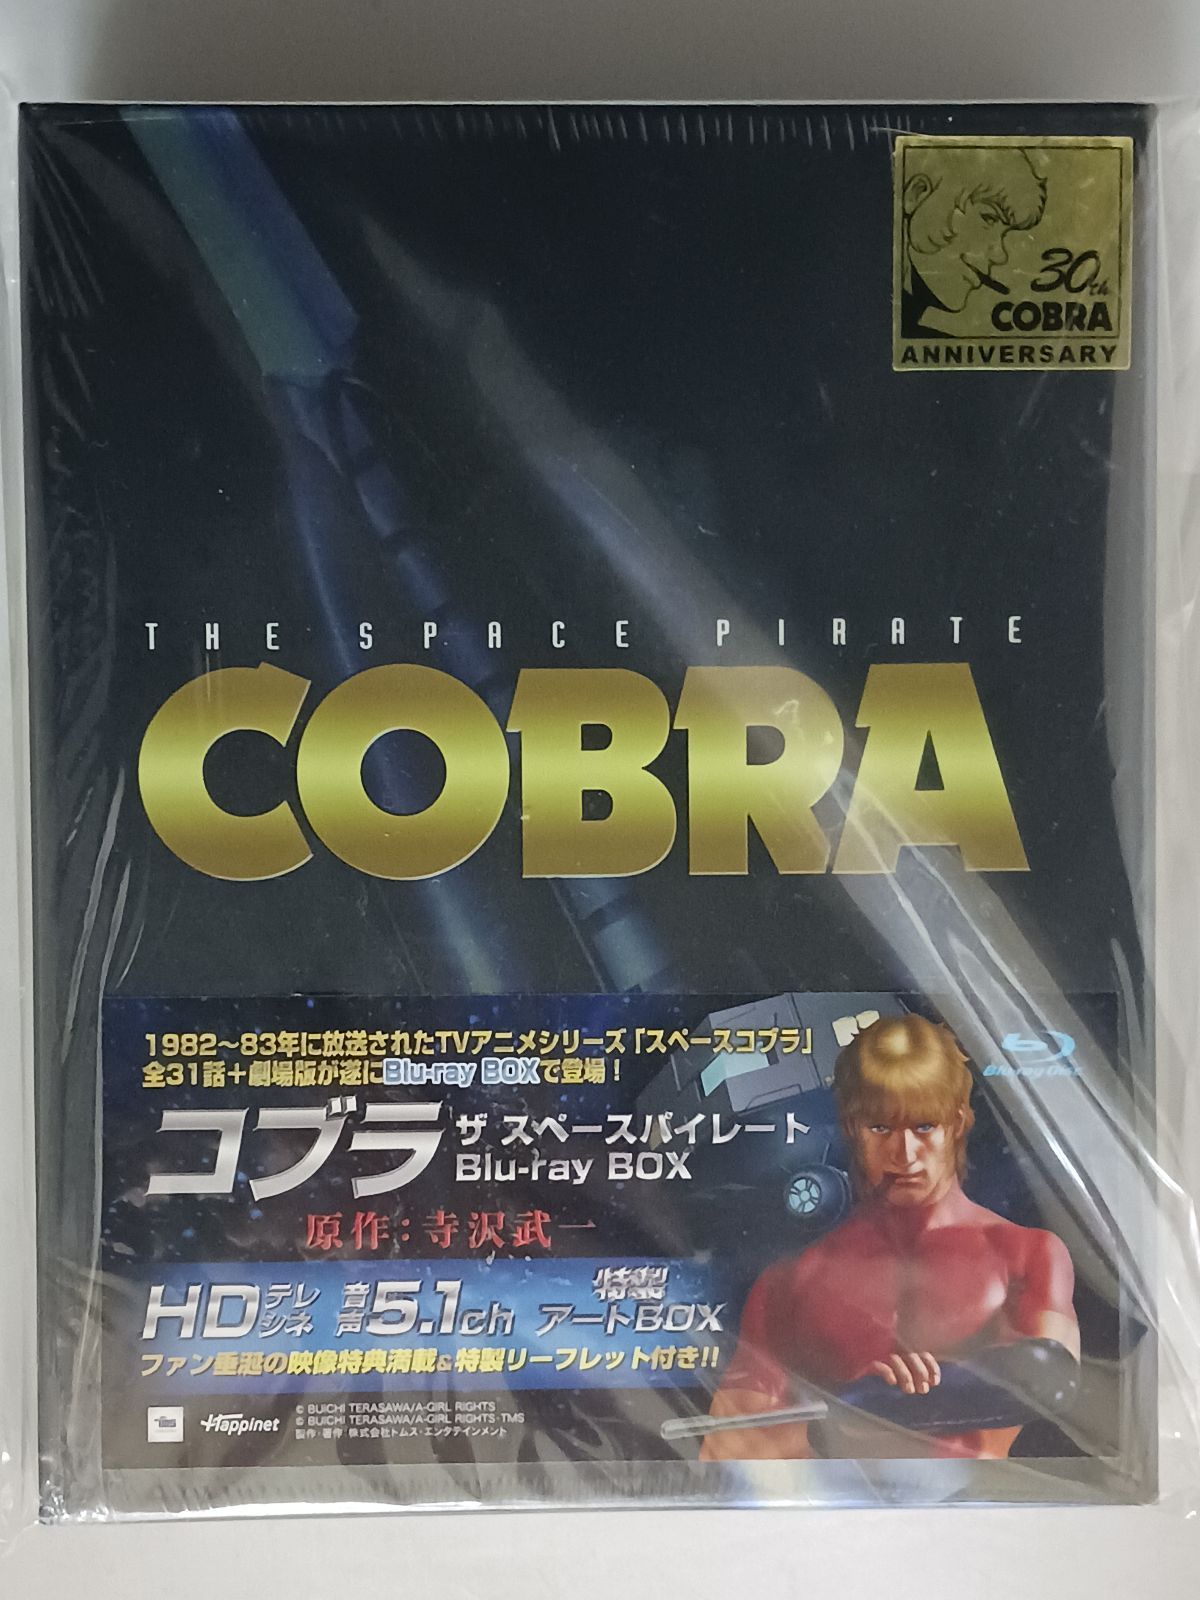 30th
COBRA
ANNIVERSARY
THE SPACE PIRATE
COBRA
1982～83年に放送されたTVアニメシリーズ「スペースコブラ」
全31話＋劇場版が遂にBlu-ray BOXで登場！
Blu-ray Disc
コブラ ザ スペースパイレート
Blu-ray BOX
原作：寺沢武一
HDテレシネ 音声5.1ch 特製アートBOX
ファン垂涎の映像特典満載&特製リーフレット付き!!
Happinet
© BUICHI TERASAWA/A-GIRL RIGHTS
© BUICHI TERASAWA/A-GIRL RIGHTS・TMS
製作・著作：株式会社トムス・エンタテインメント